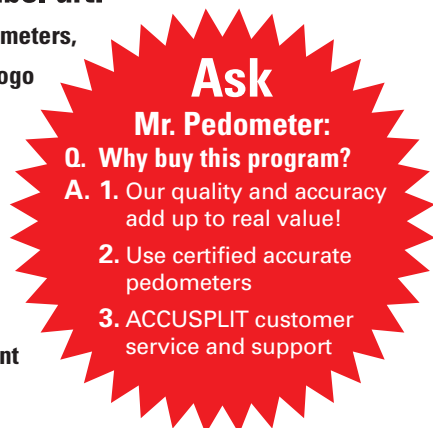 meters,
ogo
Ask
Mr. Pedometer:
Q. Why buy this program?
A. 1. Our quality and accuracy
add up to real value!
2. Use certified accurate
pedometers
3. ACCUSPLIT customer
service and support
nt